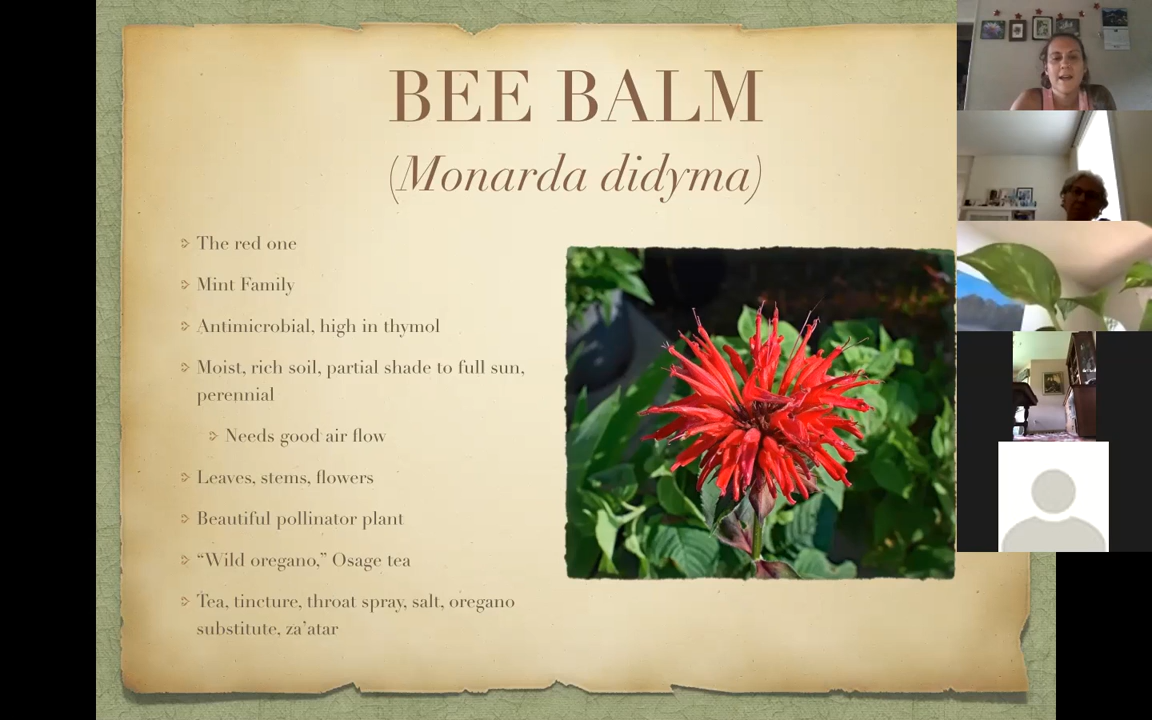 BEE BALM
(Monarda didyma)
The red one
Mint Family
Antimicrobial, high in thymol
Moist, rich soil, partial shade to full sun,
perennial
Needs good air flow
Leaves, stems, flowers
Beautiful pollinator plant
“Wild oregano,” Osage tea
Tea, tincture, throat spray, salt, oregano
substitute, za’atar